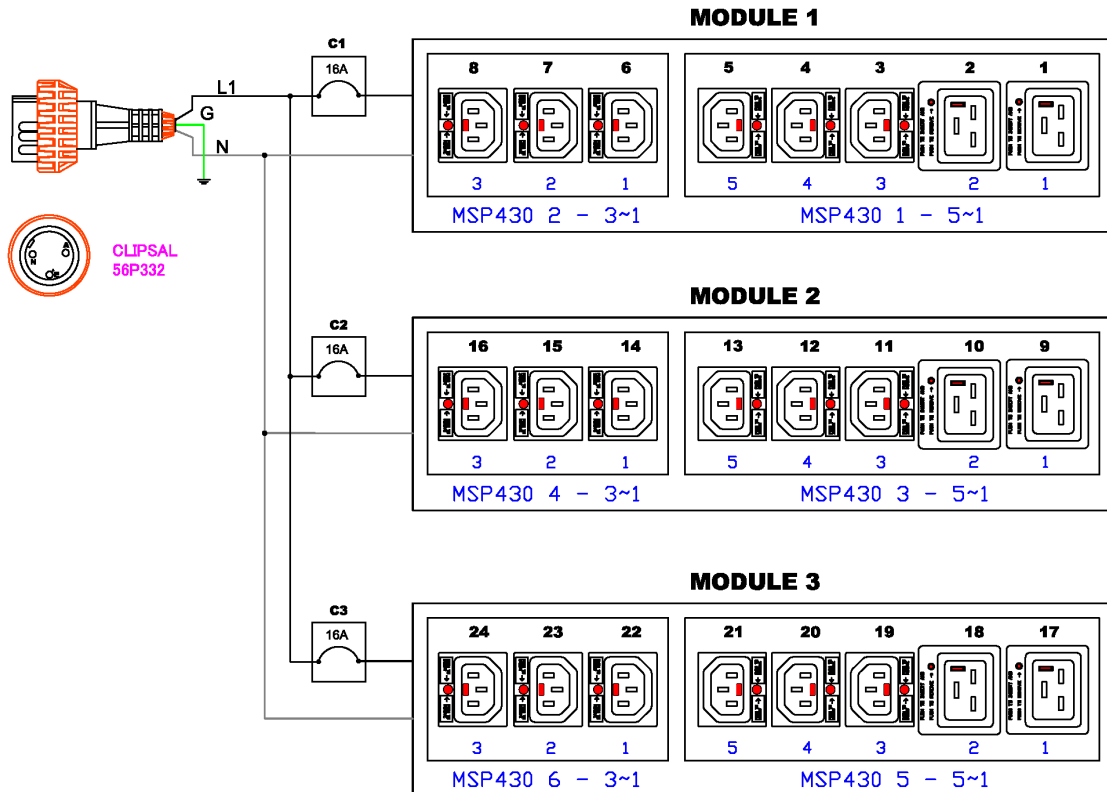 MODULE 1
C1
16A
8 7 6 5 4 3 2 1
L1
G
N
3 2 1 5 4 3 2 1
MSP430 2 - 3~1 MSP430 1 - 5~1
CLIPSAL
56P332
MODULE 2
C2
16A
16 15 14 13 12 11 10 9
3 2 1 5 4 3 2 1
MSP430 4 - 3~1 MSP430 3 - 5~1
MODULE 3
C3
16A
24 23 22 21 20 19 18 17
3 2 1 5 4 3 2 1
MSP430 6 - 3~1 MSP430 5 - 5~1